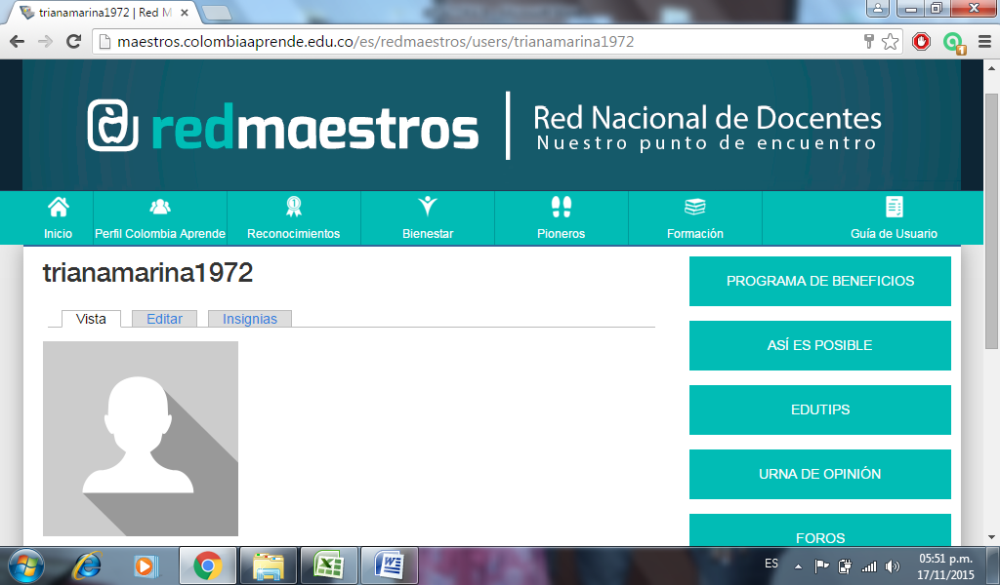 trianamarina1972 | Red M
maestros.colombiaaprende.edu.co/es/redmaestros/users/trianamarina1972
1
redmaestros
Red Nacional de Docentes
Nuestro punto de encuentro
1
Inicio
Perfil Colombia Aprende
Reconocimientos
Bienestar
Pioneros
Formación
Guía de Usuario
trianamarina1972
Vista
Editar
Insignias
PROGRAMA DE BENEFICIOS
ASÍ ES POSIBLE
EDUTIPS
URNA DE OPINIÓN
FOROS
ES
05:51 p.m.
17/11/2015